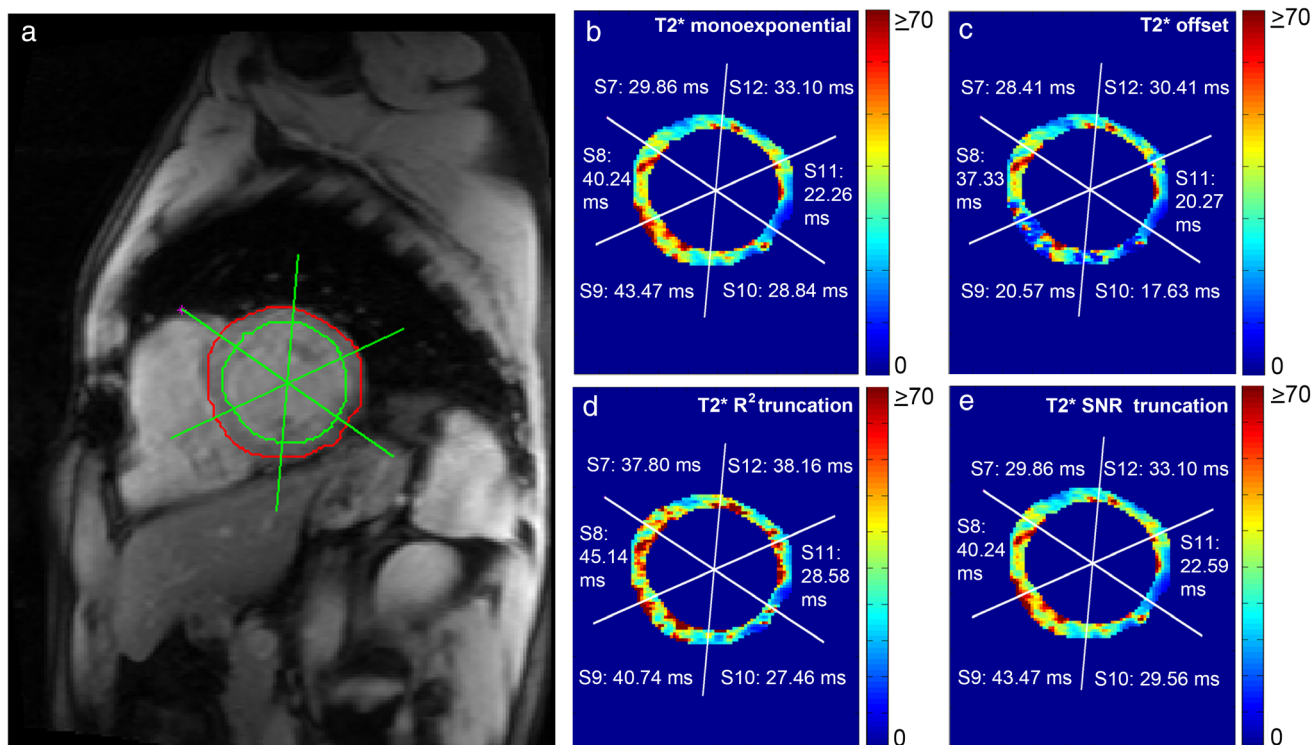 a
b
T2* monoexponential
≥70
S7: 29.86 ms
S12: 33.10 ms
S8:
40.24
ms
S11:
22.26
ms
S9: 43.47 ms
S10: 28.84 ms
0
c
T2* offset
≥70
S7: 28.41 ms
S12: 30.41 ms
S8:
37.33
ms
S11:
20.27
ms
S9: 20.57 ms
S10: 17.63 ms
0
d
T2* R² truncation
≥70
S7: 37.80 ms
S12: 38.16 ms
S8:
45.14
ms
S11:
28.58
ms
S9: 40.74 ms
S10: 27.46 ms
0
e
T2* SNR truncation
≥70
S7: 29.86 ms
S12: 33.10 ms
S8:
40.24
ms
S11:
22.59
ms
S9: 43.47 ms
S10: 29.56 ms
0